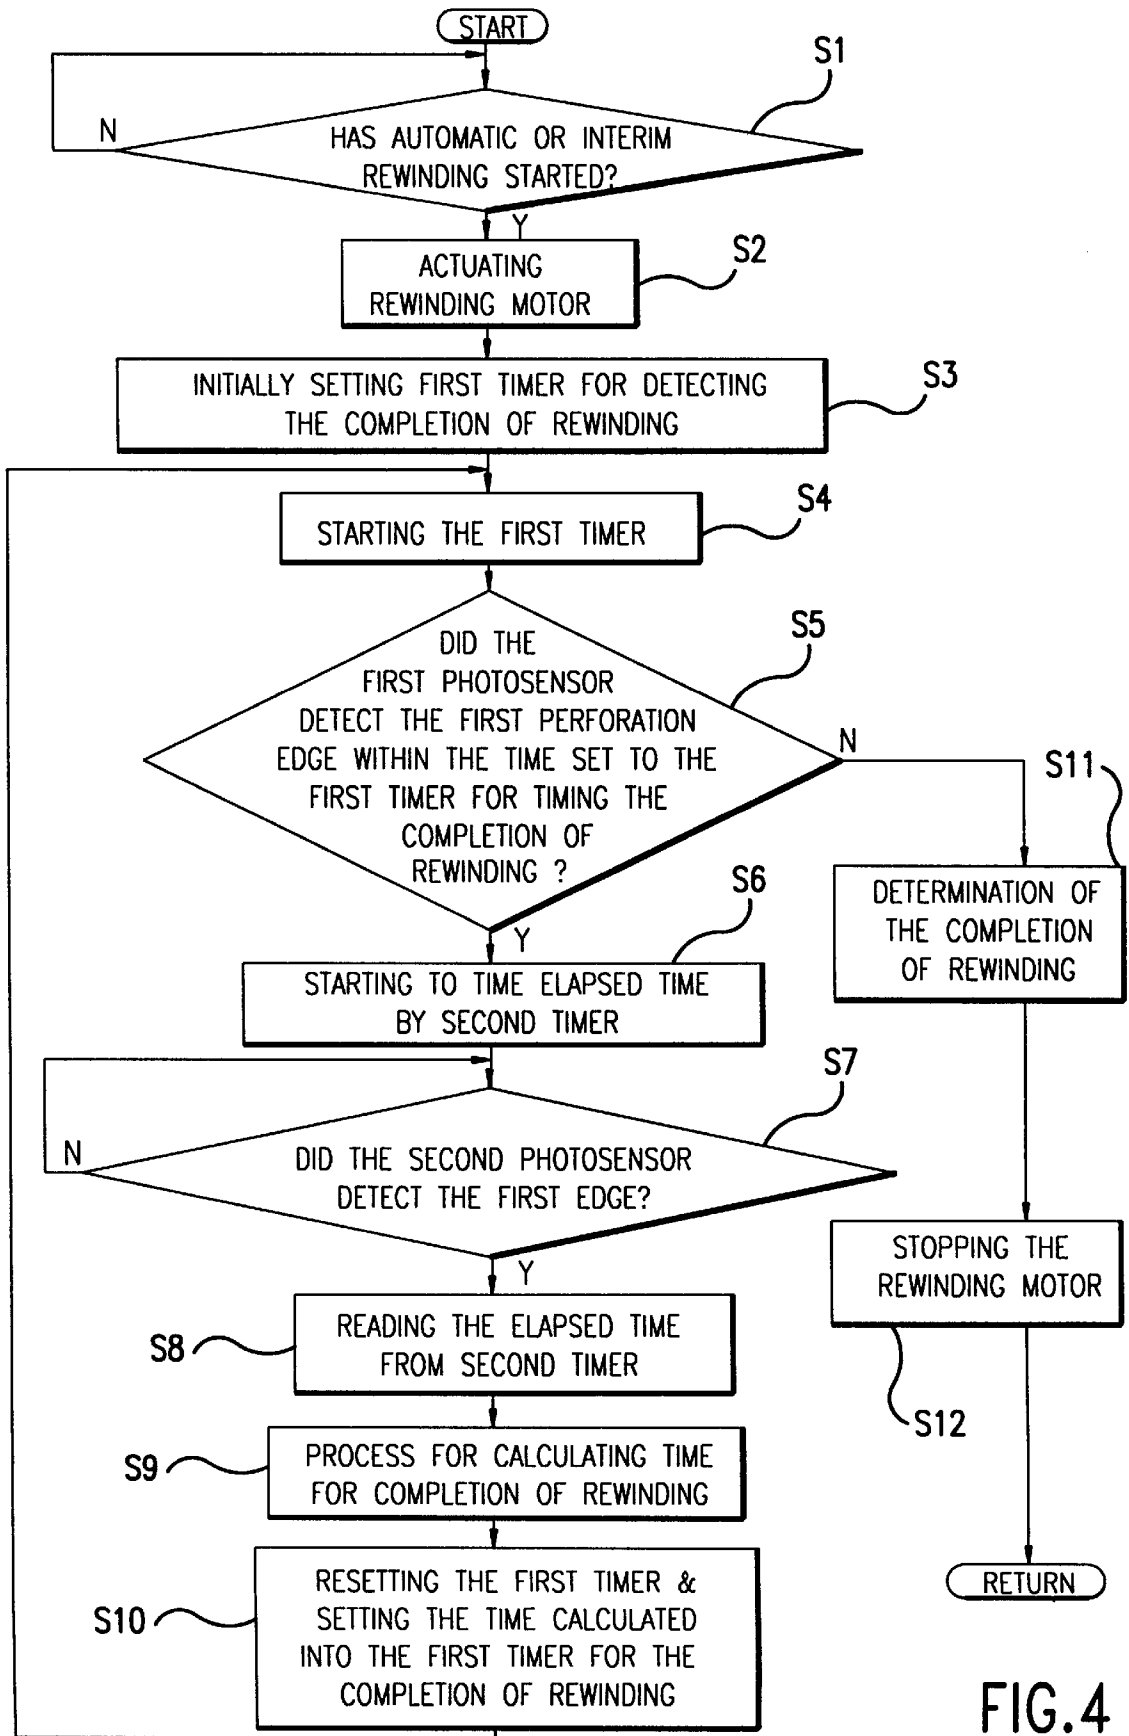 START
S1
N
HAS AUTOMATIC OR INTERIM
REWINDING STARTED?
Y
S2
ACTUATING
REWINDING MOTOR
S3
INITIALLY SETTING FIRST TIMER FOR DETECTING
THE COMPLETION OF REWINDING
S4
STARTING THE FIRST TIMER
S5
DID THE
FIRST PHOTOSENSOR
DETECT THE FIRST PERFORATION
EDGE WITHIN THE TIME SET TO THE
FIRST TIMER FOR TIMING THE
COMPLETION OF
REWINDING ?
N
S11
DETERMINATION OF
THE COMPLETION
OF REWINDING
Y
S6
STARTING TO TIME ELAPSED TIME
BY SECOND TIMER
S7
N
DID THE SECOND PHOTOSENSOR
DETECT THE FIRST EDGE?
Y
STOPPING THE
REWINDING MOTOR
S12
S8
READING THE ELAPSED TIME
FROM SECOND TIMER
S9
PROCESS FOR CALCULATING TIME
FOR COMPLETION OF REWINDING
S10
RESETTING THE FIRST TIMER &
SETTING THE TIME CALCULATED
INTO THE FIRST TIMER FOR THE
COMPLETION OF REWINDING
RETURN
FIG.4